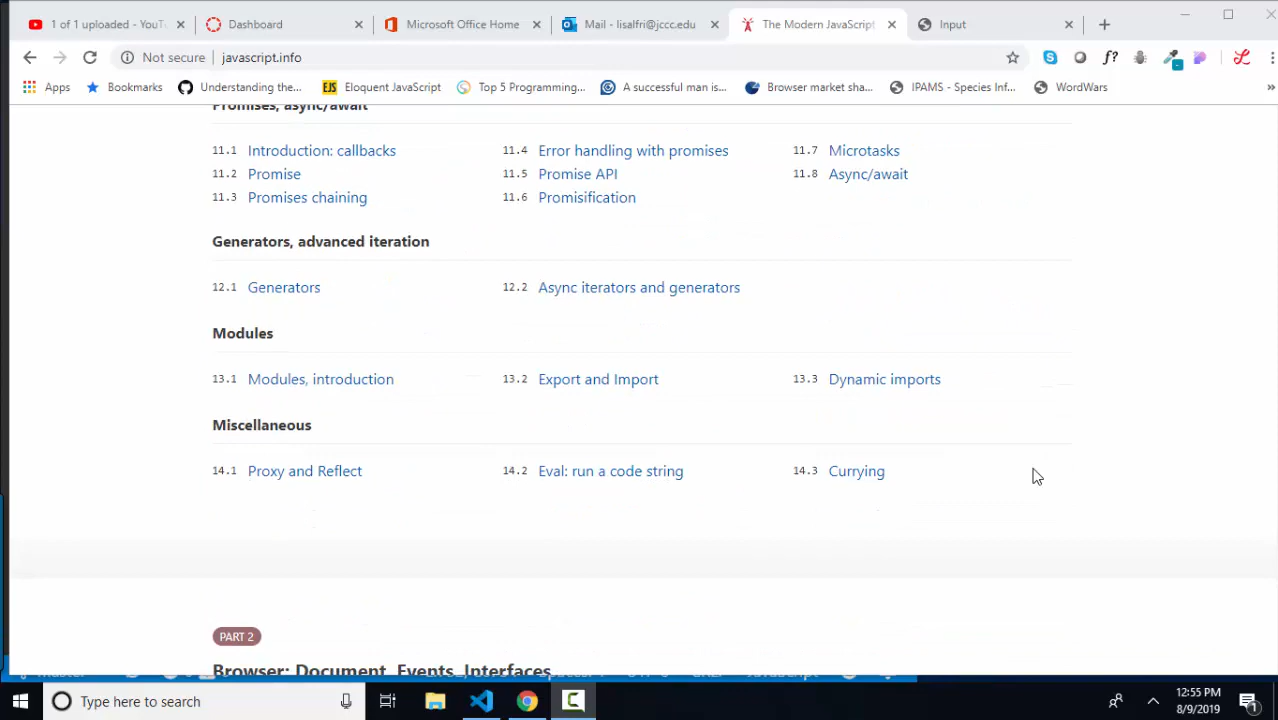 1 of 1 uploaded - YouT
Dashboard
Microsoft Office Home
Mail - lisalfri@jccc.edu
The Modern JavaScript
Input
Not secure
javascript.info
f?
Apps
Bookmarks
Understanding the...
EJS
Eloquent JavaScript
Top 5 Programming...
A successful man is...
Browser market sha...
IPAMS - Species Inf...
WordWars
»
Promises, async/await
11.1 Introduction: callbacks
11.4 Error handling with promises
11.7 Microtasks
11.2 Promise
11.5 Promise API
11.8 Async/await
11.3 Promises chaining
11.6 Promisification
Generators, advanced iteration
12.1 Generators
12.2 Async iterators and generators
Modules
13.1 Modules, introduction
13.2 Export and Import
13.3 Dynamic imports
Miscellaneous
14.1 Proxy and Reflect
14.2 Eval: run a code string
14.3 Currying
PART 2
Browser: Document, Events, Interfaces
Type here to search
12:55 PM
8/9/2019
1